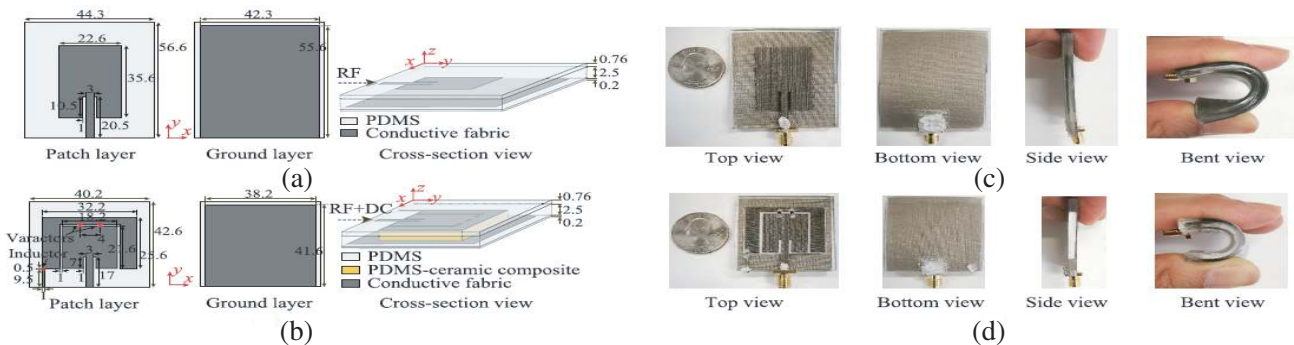 44.3
22.6
3
10.5
1
20.5
35.6
56.6
y
x
Patch layer
42.3
55.6
Ground layer
z
x
y
RF
0.76
2.5
0.2
PDMS
Conductive fabric
Cross-section view
(a)
40.2
32.2
18.2
Varactors
Inductor
4
3
7
0.5
9.5
1
1
1
17
21.6
25.6
42.6
y
x
Patch layer
38.2
41.6
Ground layer
z
x
y
RF+DC
0.76
2.5
0.2
PDMS
PDMS-ceramic composite
Conductive fabric
Cross-section view
(b)
Top view
Bottom view
Side view
Bent view
(c)
Top view
Bottom view
Side view
Bent view
(d)